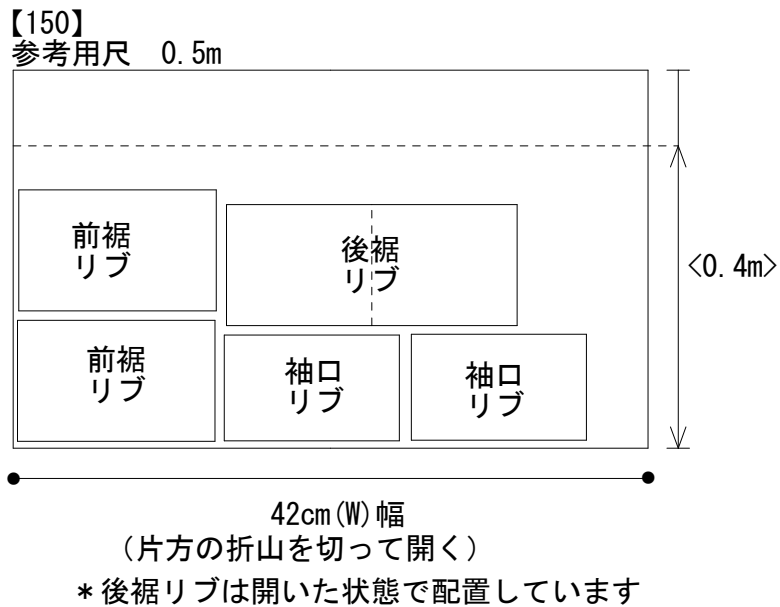 【150】
参考用尺　0.5m
前裾
リブ
後裾
リブ
<0.4m>
前裾
リブ
袖口
リブ
袖口
リブ
42cm(W)幅
（片方の折山を切って開く）
＊後裾リブは開いた状態で配置しています